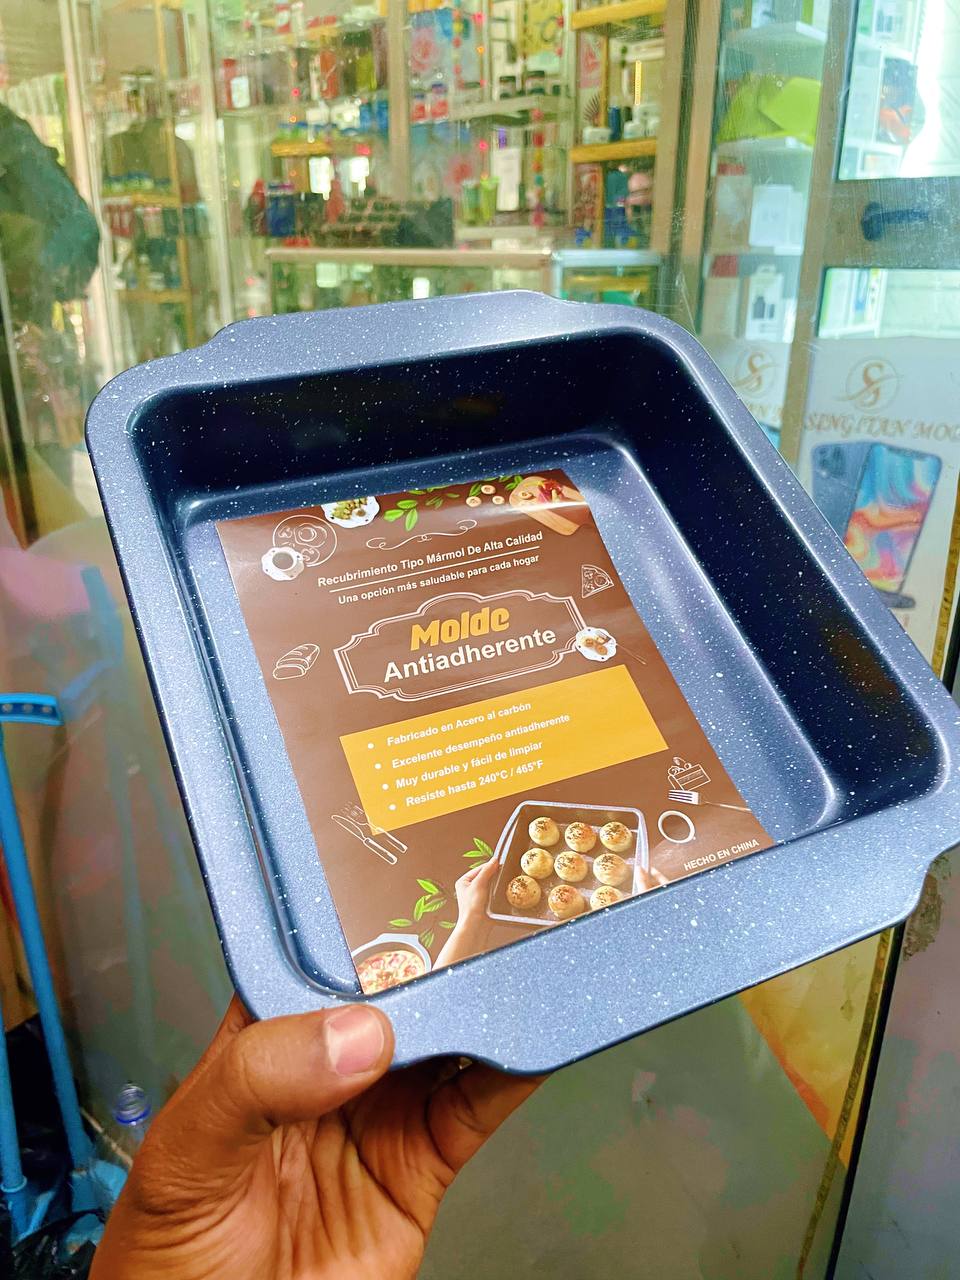 Recubrimiento Tipo Mármol De Alta Calidad
Una opción más saludable para cada hogar
Molde
Antiadherente
• Fabricado en Acero al carbón
• Excelente desempeño antiadherente
• Muy durable y fácil de limpiar
• Resiste hasta 240°C / 465°F
HECHO EN CHINA